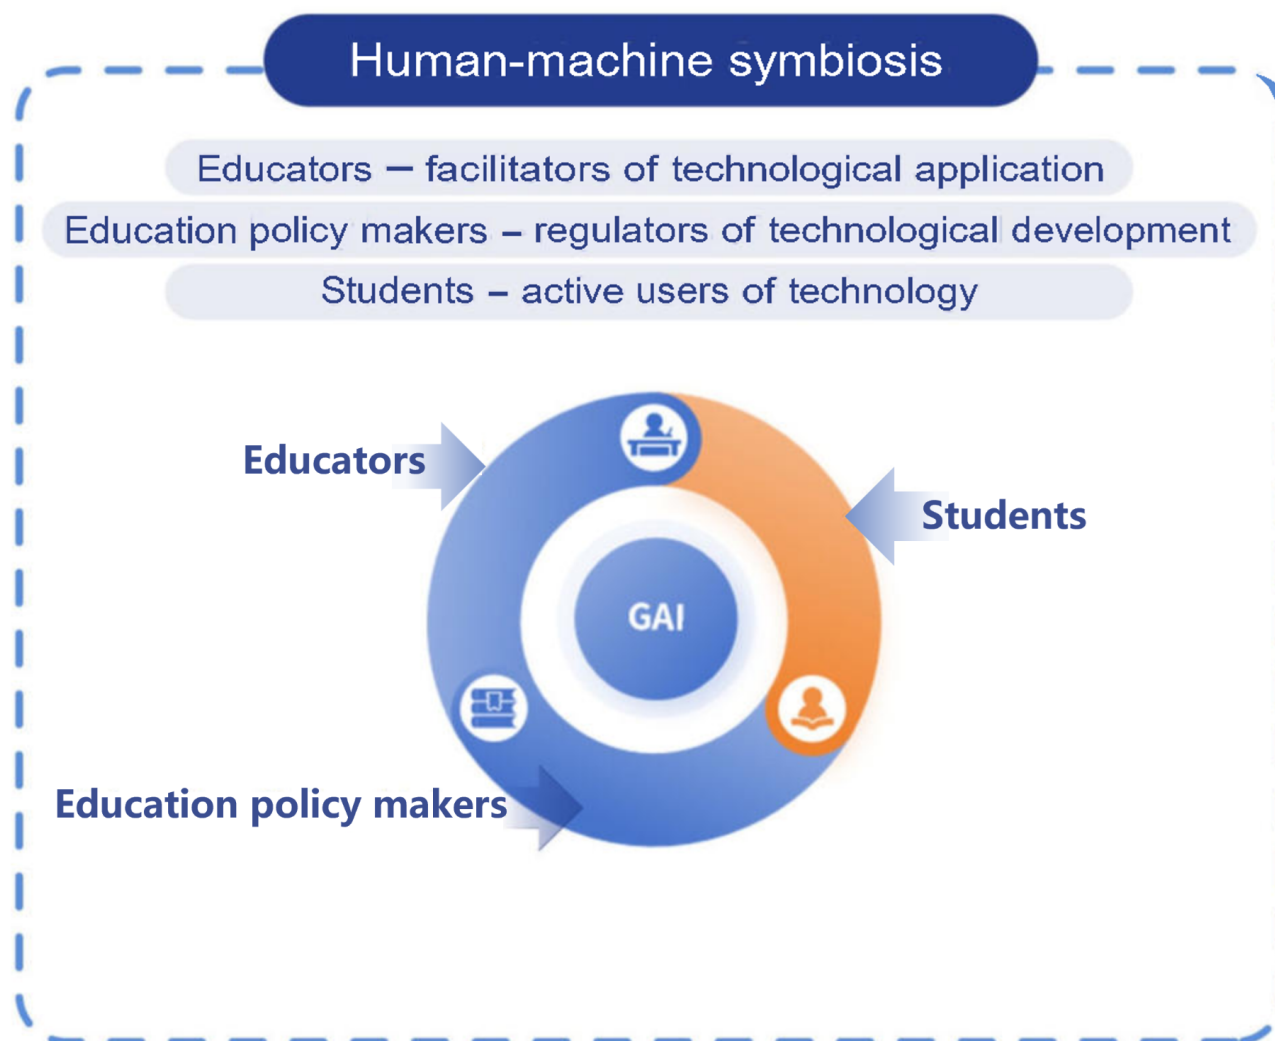 Human-machine symbiosis
Educators – facilitators of technological application
Education policy makers – regulators of technological development
Students – active users of technology
Educators
Students
GAI
Education policy makers